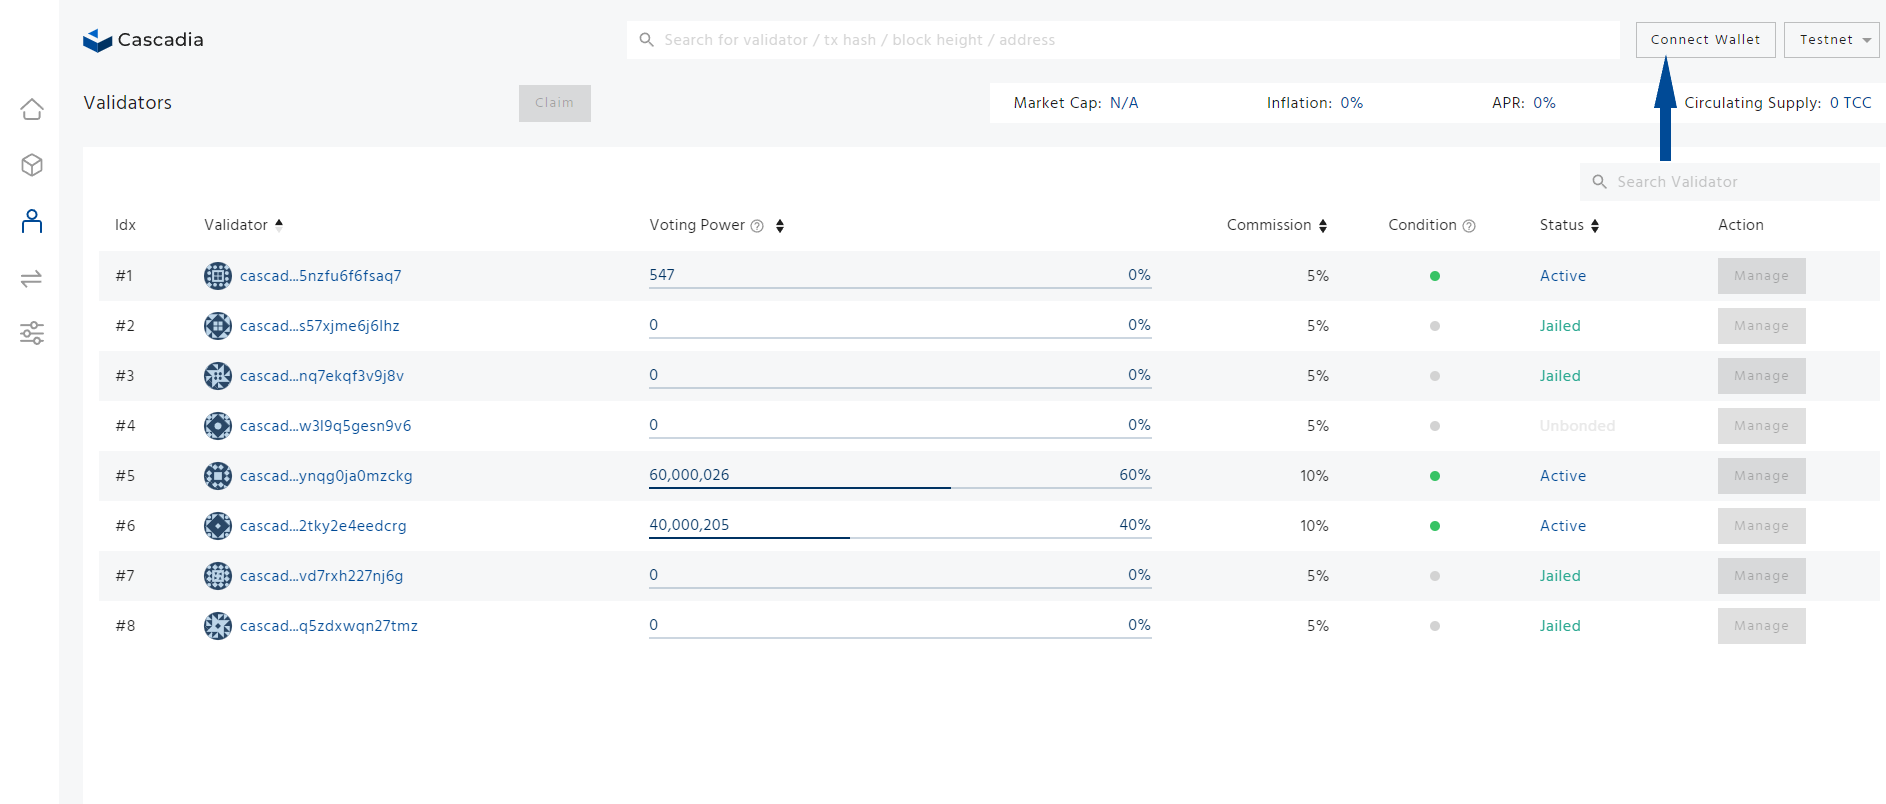 Cascadia
Search for validator / tx hash / block height / address
Connect Wallet
Testnet
Validators
Claim
Market Cap: N/A
Inflation: 0%
APR: 0%
Circulating Supply: 0 TCC
Search Validator
Idx Validator Voting Power Commission Condition Status Action
#1 cascad...5nzfu6f6fsaq7 547 0% 5% Active Manage
#2 cascad...s57xjme6j6lhz 0 0% 5% Jailed Manage
#3 cascad...nq7ekqf3v9j8v 0 0% 5% Jailed Manage
#4 cascad...w3l9q5gesn9v6 0 0% 5% Unbonded Manage
#5 cascad...ynqg0ja0mzckg 60,000,026 60% 10% Active Manage
#6 cascad...2tky2e4eedcrg 40,000,205 40% 10% Active Manage
#7 cascad...vd7rxh227nj6g 0 0% 5% Jailed Manage
#8 cascad...q5zdxwqn27tmz 0 0% 5% Jailed Manage